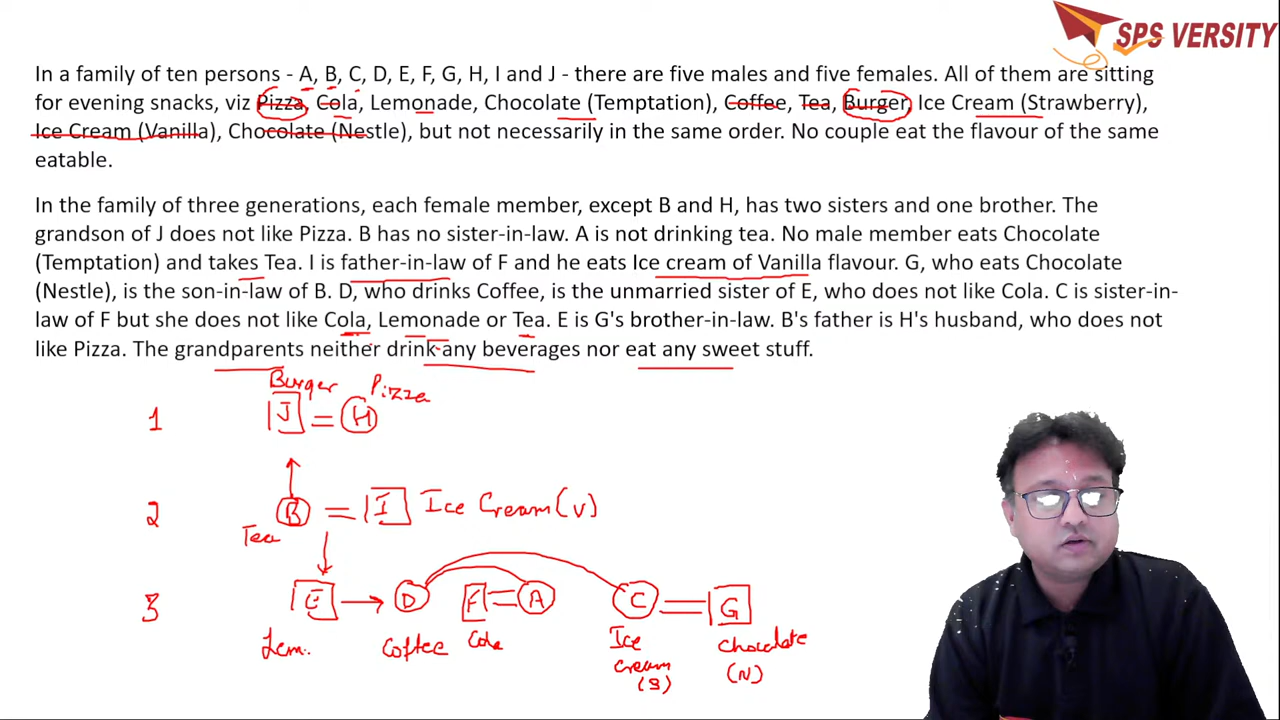 SPS VERSITY
In a family of ten persons - A, B, C, D, E, F, G, H, I and J - there are five males and five females. All of them are sitting
for evening snacks, viz Pizza, Cola, Lemonade, Chocolate (Temptation), Coffee, Tea, Burger, Ice Cream (Strawberry),
Ice Cream (Vanilla), Chocolate (Nestle), but not necessarily in the same order. No couple eat the flavour of the same
eatable.
In the family of three generations, each female member, except B and H, has two sisters and one brother. The
grandson of J does not like Pizza. B has no sister-in-law. A is not drinking tea. No male member eats Chocolate
(Temptation) and takes Tea. I is father-in-law of F and he eats Ice cream of Vanilla flavour. G, who eats Chocolate
(Nestle), is the son-in-law of B. D, who drinks Coffee, is the unmarried sister of E, who does not like Cola. C is sister-in-
law of F but she does not like Cola, Lemonade or Tea. E is G's brother-in-law. B's father is H's husband, who does not
like Pizza. The grandparents neither drink any beverages nor eat any sweet stuff.
Burger Pizza
1 J = H
2 B = I Ice Cream (V)
Tea
3 E D F = A C = G
Lem. Coffee Cola Ice Chocolate
Cream (N)
(S)